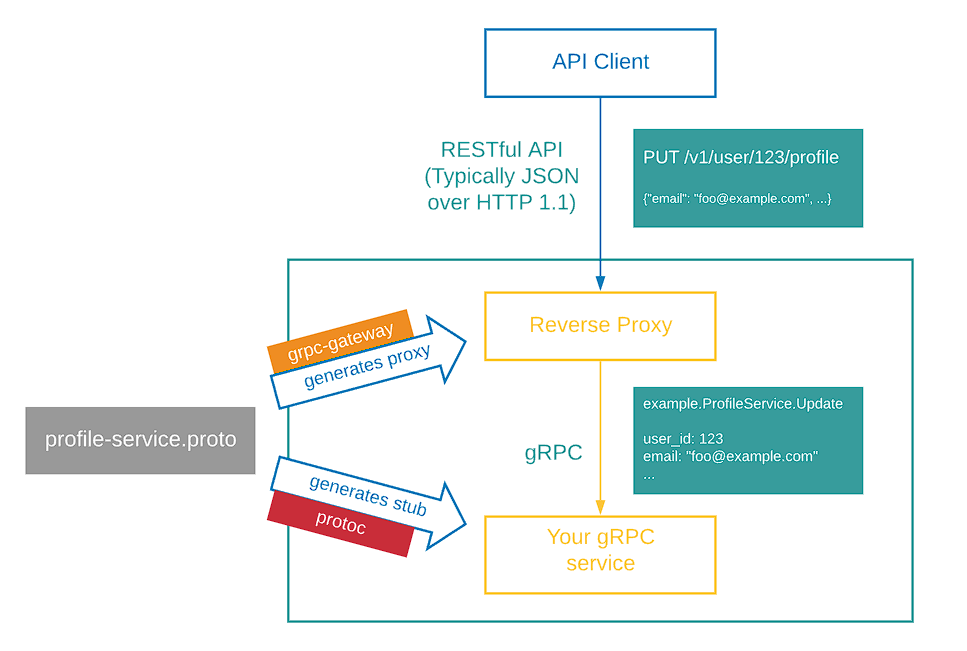 API Client
RESTful API
(Typically JSON
over HTTP 1.1)
PUT /v1/user/123/profile
{"email": "foo@example.com", ...}
grpc-gateway
generates proxy
Reverse Proxy
profile-service.proto
gRPC
example.ProfileService.Update
user_id: 123
email: "foo@example.com"
...
generates stub
protoc
Your gRPC
service